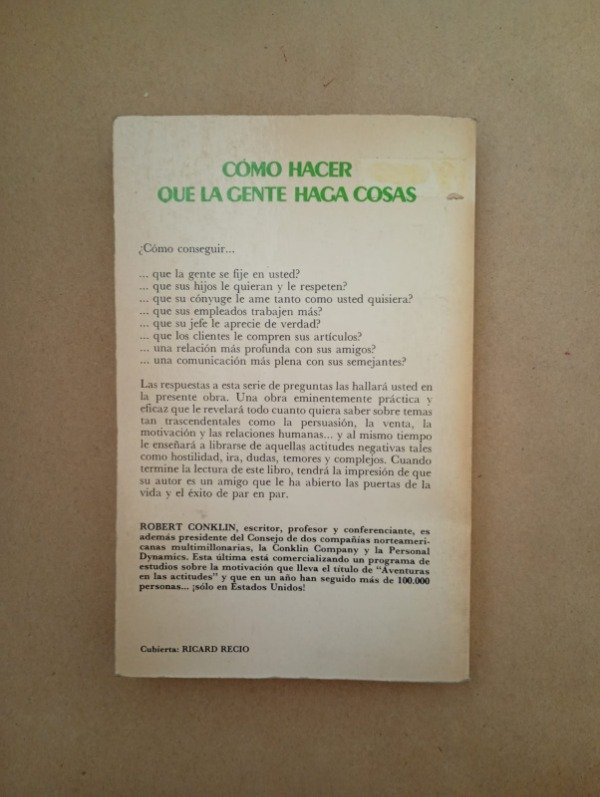 CÓMO HACER
QUE LA GENTE HAGA COSAS
¿Cómo conseguir...
... que la gente se fije en usted?
... que sus hijos le quieran y le respeten?
... que su cónyuge le ame tanto como usted quisiera?
... que sus empleados trabajen más?
... que su jefe le aprecie de verdad?
... que los clientes le compren sus artículos?
... una relación más profunda con sus amigos?
... una comunicación más plena con sus semejantes?
Las respuestas a esta serie de preguntas las hallará usted en
la presente obra. Una obra eminentemente práctica y
eficaz que le revelará todo cuanto quiera saber sobre temas
tan trascendentales como la persuasión, la venta, la
motivación y las relaciones humanas... y al mismo tiempo
le enseñará a librarse de aquellas actitudes negativas tales
como hostilidad, ira, dudas, temores y complejos. Cuando
termine la lectura de este libro, tendrá la impresión de que
su autor es un amigo que le ha abierto las puertas de la
vida y el éxito de par en par.
ROBERT CONKLIN, escritor, profesor y conferenciante, es
además presidente del Consejo de dos compañías norteameri-
canas multimillonarias, la Conklin Company y la Personal
Dynamics. Esta última está comercializando un programa de
estudios sobre la motivación que lleva el título de "Aventuras
en las actitudes" y que en un año han seguido más de 100.000
personas... ¡sólo en Estados Unidos!
Cubierta: RICARD RECIO